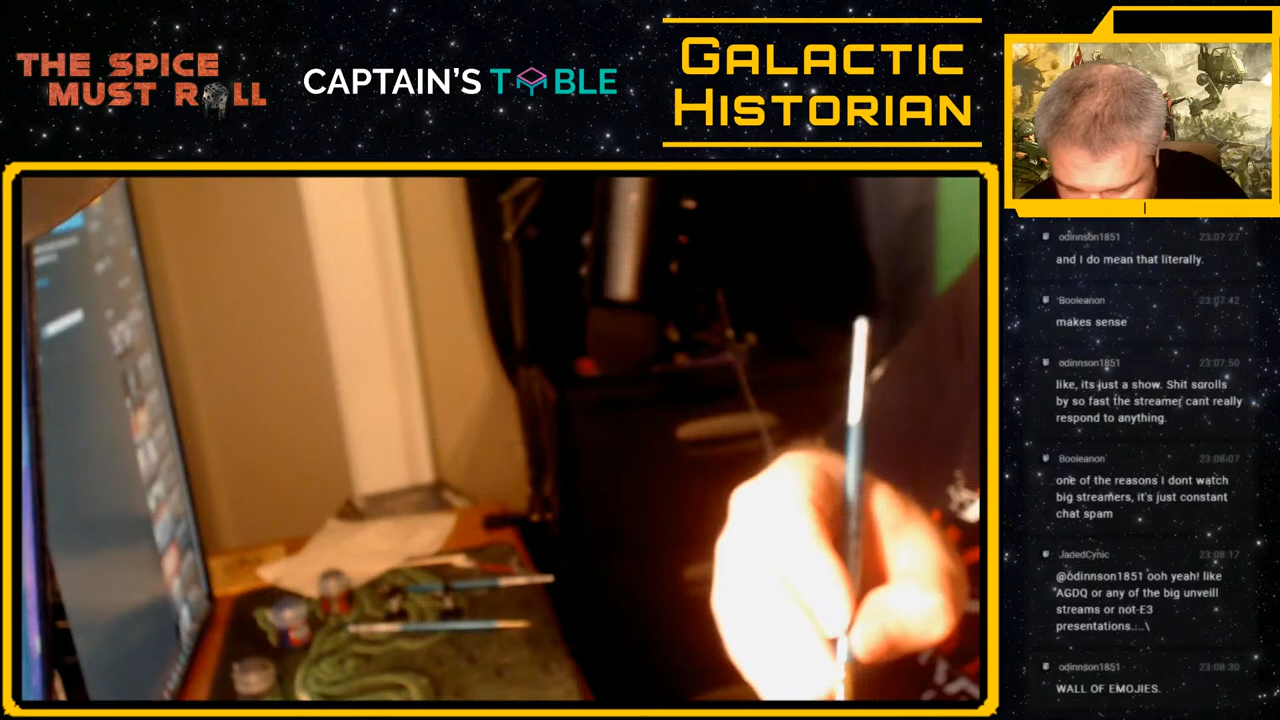 THE SPICE
MUST ROLL
CAPTAIN'S TABLE
GALACTIC
HISTORIAN
odinnson1851 23:07:27
and I do mean that literally.
Booleanon 23:07:42
makes sense
odinnson1851 23:07:50
like, its just a show. Shit scrolls
by so fast the streamer cant really
respond to anything.
Booleanon 23:08:07
one of the reasons I dont watch
big streamers, it's just constant
chat spam
JadedCynic 23:08:17
@odinnson1851 ooh yeah! like
AGDQ or any of the big unveill
streams or not-E3
presentations....\
odinnson1851 23:08:30
WALL OF EMOJIES.